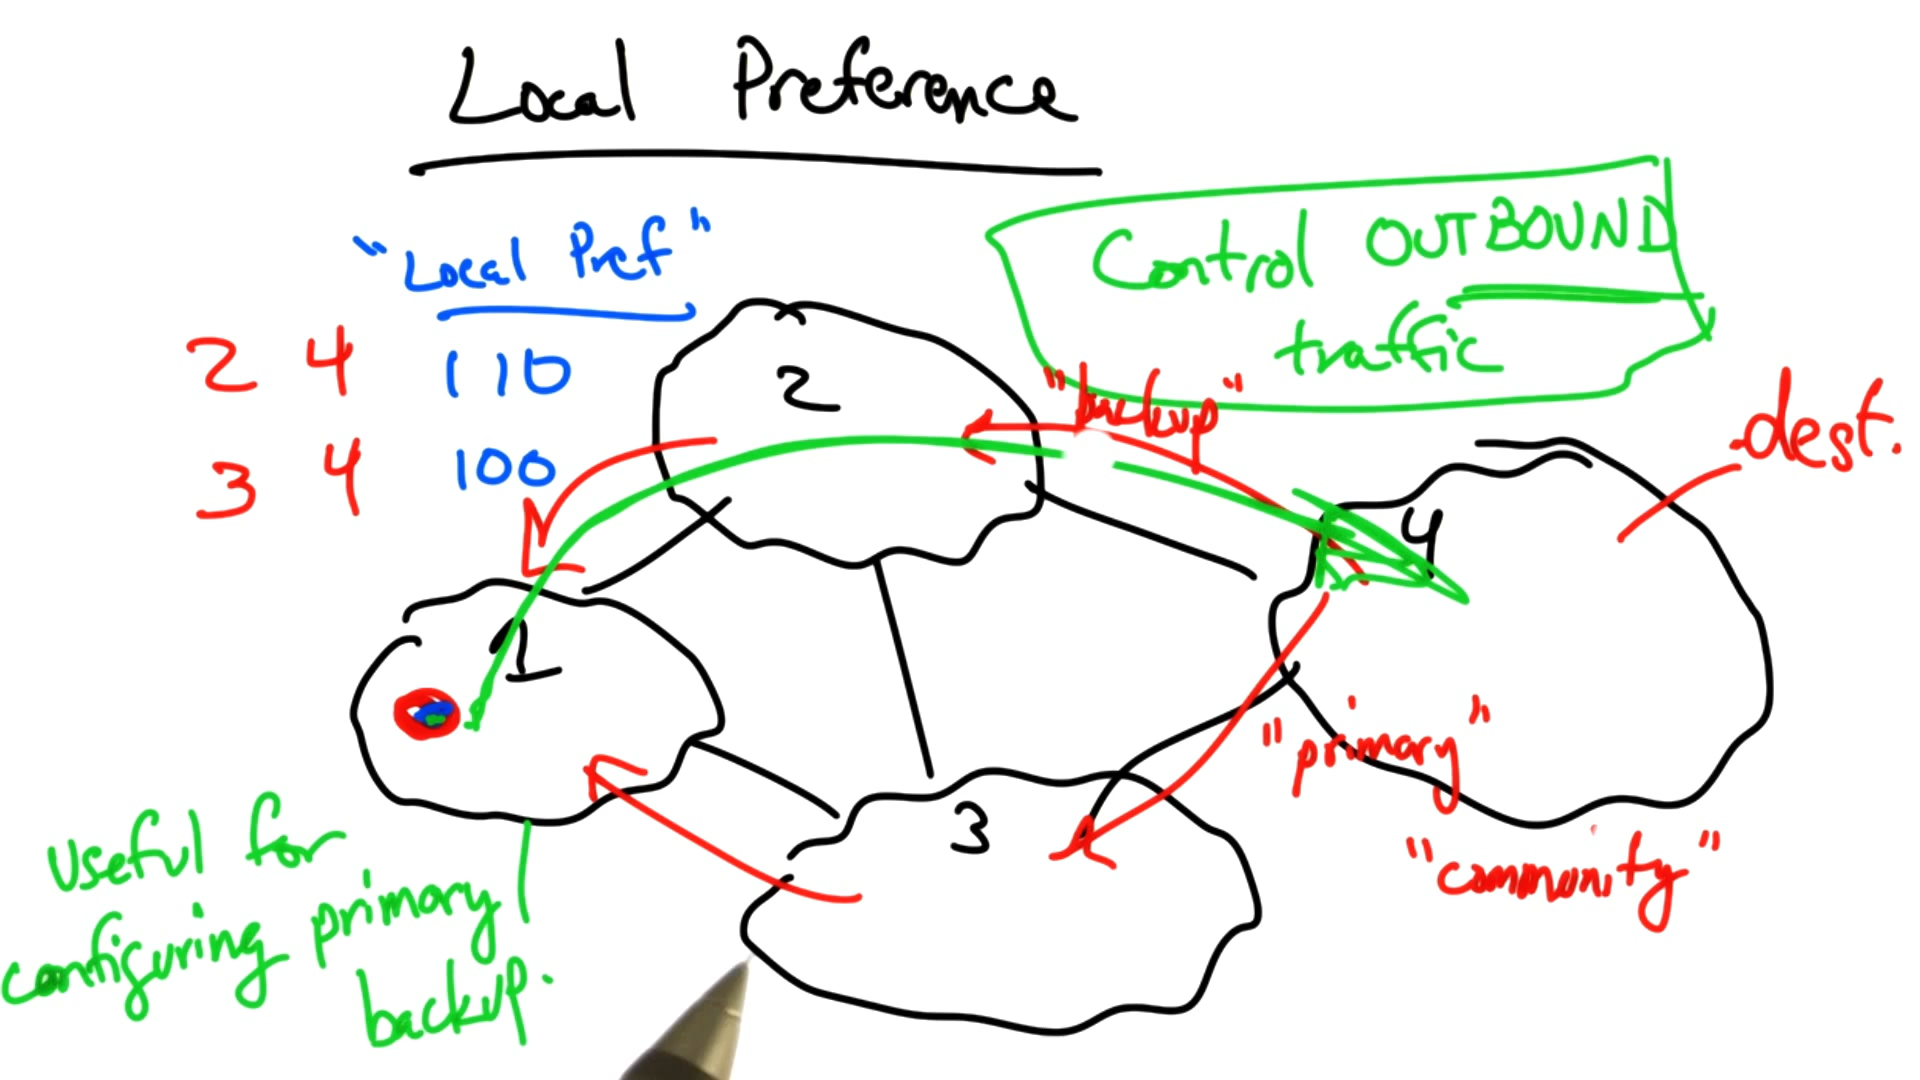 Local Preference
"Local Pref"
Control OUTBOUND
traffic
2 4 110
3 4 100
2
"backup"
dest.
4
1
"primary"
3
"community"
useful for
configuring primary/
backup.